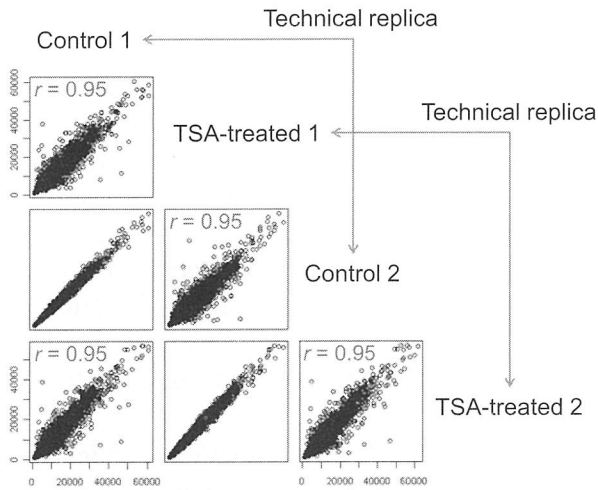 Technical replica
Control 1
r = 0.95
60000
40000
20000
0
Technical replica
TSA-treated 1
r = 0.95
Control 2
r = 0.95
r = 0.95
40000
20000
0
TSA-treated 2
0 20000 40000 60000
0 20000 40000 60000